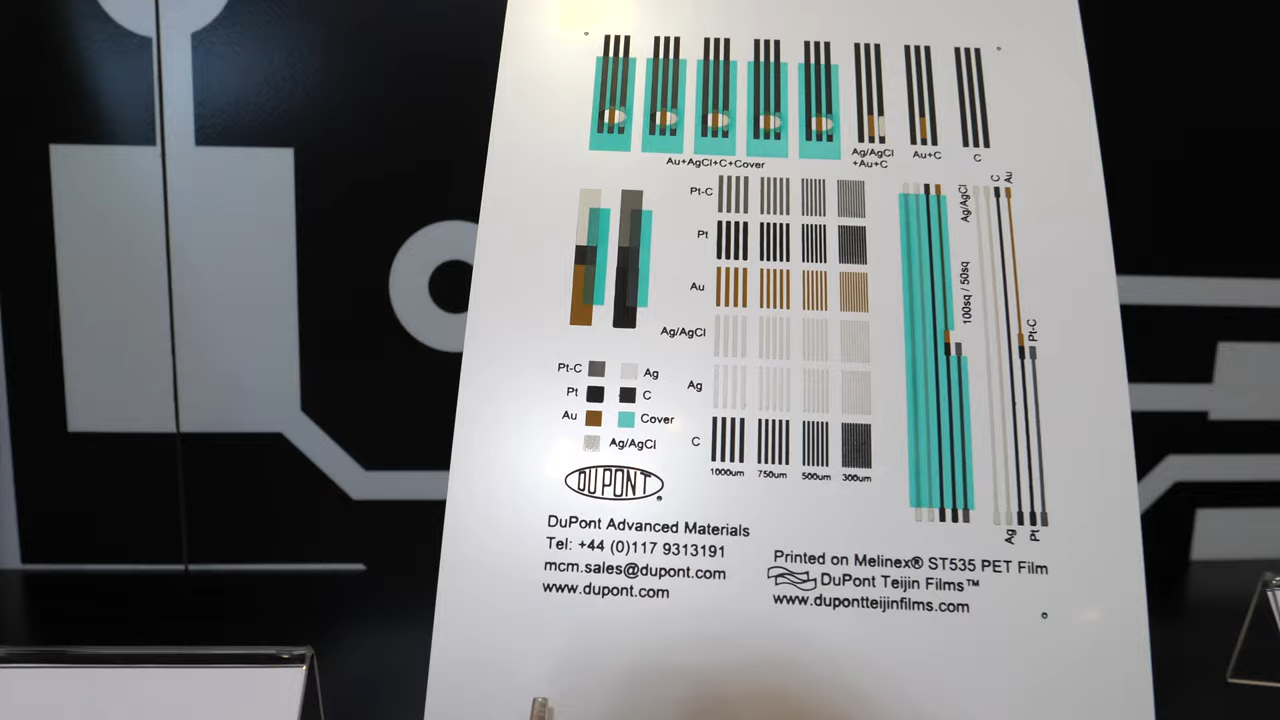 Au+AgCl+C+Cover
Ag/AgCl
+Au+C
Au+C
C
Pt-C
Pt
Au
Ag/AgCl
Ag
C
1000um 750um 500um 300um
Pt-C Ag
Pt C
Au Cover
Ag/AgCl
Ag/AgCl
C
Au
100sq / 50sq
Pt-C
Ag
Pt
DUPONT
DuPont Advanced Materials
Tel: +44 (0)117 9313191
mcm.sales@dupont.com
www.dupont.com
Printed on Melinex® ST535 PET Film
DuPont Teijin Films™
www.dupontteijinfilms.com